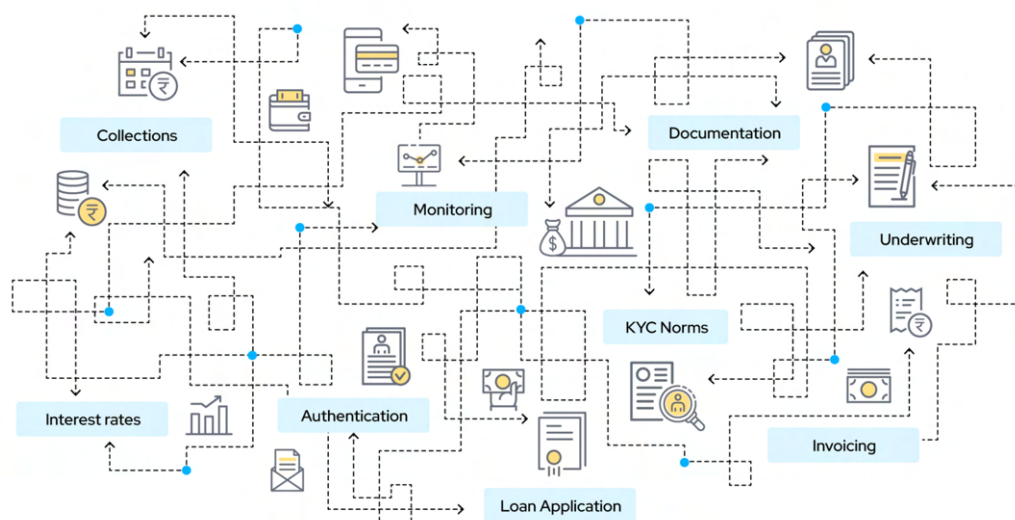 Collections
Documentation
Monitoring
Underwriting
KYC Norms
Interest rates
Authentication
Invoicing
Loan Application
₹
₹
₹
$